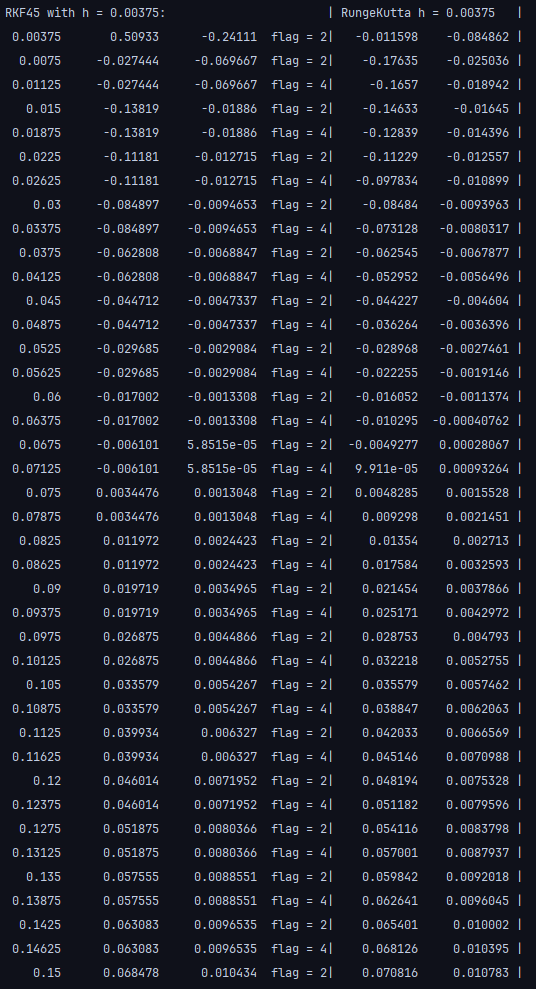 RKF45 with h = 0.00375: | RungeKutta h = 0.00375 |
0.00375 0.50933 -0.24111 flag = 2| -0.011598 -0.084862 |
0.0075 -0.027444 -0.069667 flag = 2| -0.17635 -0.025036 |
0.01125 -0.027444 -0.069667 flag = 4| -0.1657 -0.018942 |
0.015 -0.13819 -0.01886 flag = 2| -0.14633 -0.01645 |
0.01875 -0.13819 -0.01886 flag = 4| -0.12839 -0.014396 |
0.0225 -0.11181 -0.012715 flag = 2| -0.11229 -0.012557 |
0.02625 -0.11181 -0.012715 flag = 4| -0.097834 -0.010899 |
0.03 -0.084897 -0.0094653 flag = 2| -0.08484 -0.0093963 |
0.03375 -0.084897 -0.0094653 flag = 4| -0.073128 -0.0080317 |
0.0375 -0.062808 -0.0068847 flag = 2| -0.062545 -0.0067877 |
0.04125 -0.062808 -0.0068847 flag = 4| -0.052952 -0.0056496 |
0.045 -0.044712 -0.0047337 flag = 2| -0.044227 -0.004604 |
0.04875 -0.044712 -0.0047337 flag = 4| -0.036264 -0.0036396 |
0.0525 -0.029685 -0.0029084 flag = 2| -0.028968 -0.0027461 |
0.05625 -0.029685 -0.0029084 flag = 4| -0.022255 -0.0019146 |
0.06 -0.017002 -0.0013308 flag = 2| -0.016052 -0.0011374 |
0.06375 -0.017002 -0.0013308 flag = 4| -0.010295 -0.00040762 |
0.0675 -0.006101 5.8515e-05 flag = 2| -0.0049277 0.00028067 |
0.07125 -0.006101 5.8515e-05 flag = 4| 9.911e-05 0.00093264 |
0.075 0.0034476 0.0013048 flag = 2| 0.0048285 0.0015528 |
0.07875 0.0034476 0.0013048 flag = 4| 0.009298 0.0021451 |
0.0825 0.011972 0.0024423 flag = 2| 0.01354 0.002713 |
0.08625 0.011972 0.0024423 flag = 4| 0.017584 0.0032593 |
0.09 0.019719 0.0034965 flag = 2| 0.021454 0.0037866 |
0.09375 0.019719 0.0034965 flag = 4| 0.025171 0.0042972 |
0.0975 0.026875 0.0044866 flag = 2| 0.028753 0.004793 |
0.10125 0.026875 0.0044866 flag = 4| 0.032218 0.0052755 |
0.105 0.033579 0.0054267 flag = 2| 0.035579 0.0057462 |
0.10875 0.033579 0.0054267 flag = 4| 0.038847 0.0062063 |
0.1125 0.039934 0.006327 flag = 2| 0.042033 0.0066569 |
0.11625 0.039934 0.006327 flag = 4| 0.045146 0.0070988 |
0.12 0.046014 0.0071952 flag = 2| 0.048194 0.0075328 |
0.12375 0.046014 0.0071952 flag = 4| 0.051182 0.0079596 |
0.1275 0.051875 0.0080366 flag = 2| 0.054116 0.0083798 |
0.13125 0.051875 0.0080366 flag = 4| 0.057001 0.0087937 |
0.135 0.057555 0.0088551 flag = 2| 0.059842 0.0092018 |
0.13875 0.057555 0.0088551 flag = 4| 0.062641 0.0096045 |
0.1425 0.063083 0.0096535 flag = 2| 0.065401 0.010002 |
0.14625 0.063083 0.0096535 flag = 4| 0.068126 0.010395 |
0.15 0.068478 0.010434 flag = 2| 0.070816 0.010783 |